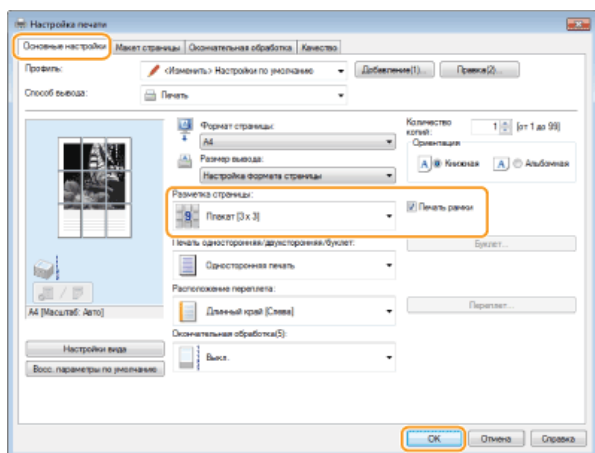 Настройка печати
Основные настройки Макет страницы Окончательная обработка Качество
Профиль: <Изменить> Настройки по умолчанию Добавление(1)... Правка(2)...
Способ вывода: Печать
Формат страницы:
A4
Размер вывода:
Настройка формата страницы
Количество копий: 1 [от 1 до 99]
Ориентация
A Книжная A Альбомная
Разметка страницы:
9 Плакат [3 x 3]
Печать рамки
Печать односторонняя/двухсторонняя/буклет:
Односторонняя печать
Буклет...
Расположение переплета:
Длинный край [Слева]
Переплет...
A4 [Масштаб: Авто]
Окончательная обработка(5):
Выкл.
Настройки вида
Восс. параметры по умолчанию
OK Отмена Справка